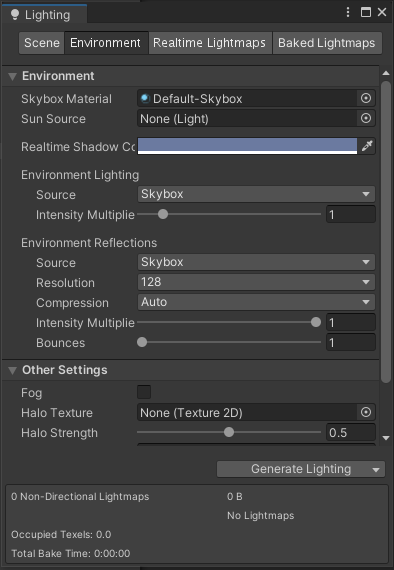 Lighting
Scene Environment Realtime Lightmaps Baked Lightmaps
Environment
Skybox Material Default-Skybox
Sun Source None (Light)
Realtime Shadow Co
Environment Lighting
Source Skybox
Intensity Multiplie 1
Environment Reflections
Source Skybox
Resolution 128
Compression Auto
Intensity Multiplie 1
Bounces 1
Other Settings
Fog
Halo Texture None (Texture 2D)
Halo Strength 0.5
Generate Lighting
0 Non-Directional Lightmaps 0 B
No Lightmaps
Occupied Texels: 0.0
Total Bake Time: 0:00:00